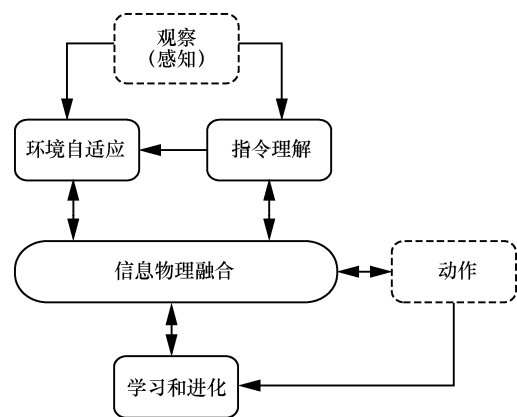 观察
（感知）
环境自适应
指令理解
信息物理融合
动作
学习和进化